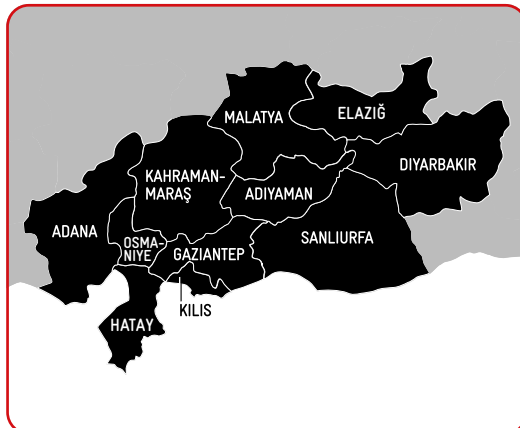 MALATYA
ELAZIĞ
DIYARBAKIR
KAHRAMAN-
MARAŞ
ADIYAMAN
ADANA
OSMA-
NIYE
GAZIANTEP
SANLIURFA
KILIS
HATAY